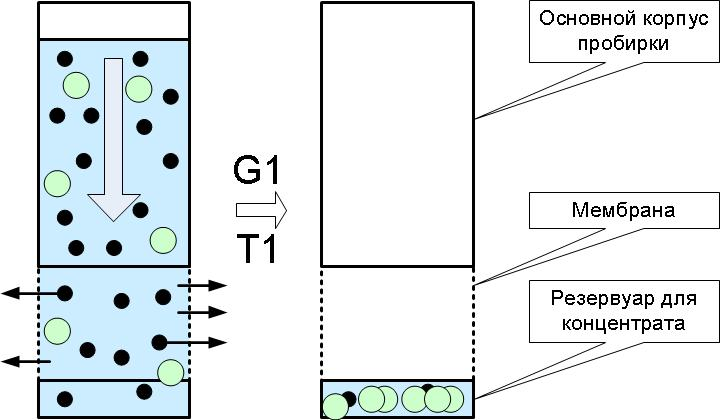 Основной корпус
пробирки
G1
T1
Мембрана
Резервуар для
концентрата